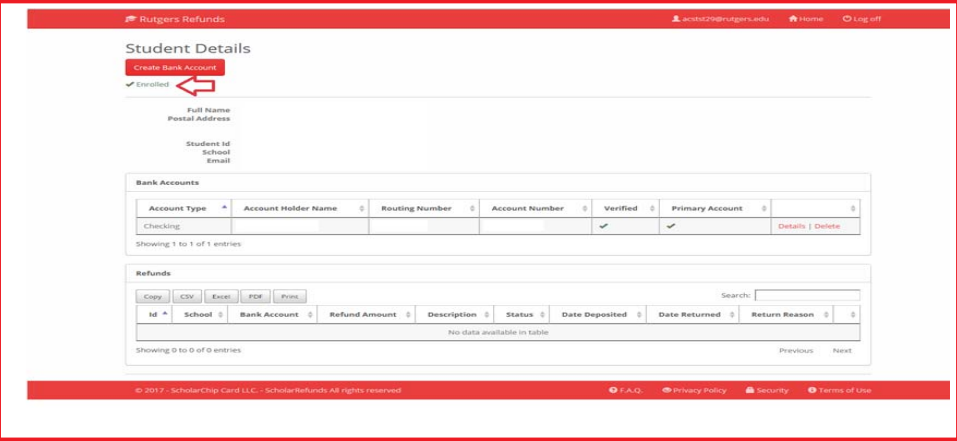 Rutgers Refunds acstst29@rutgers.edu Home Log off
Student Details
Create Bank Account
Enrolled
Full Name
Postal Address
Student Id
School
Email
Bank Accounts
Account Type Account Holder Name Routing Number Account Number Verified Primary Account
Checking Details | Delete
Showing 1 to 1 of 1 entries
Refunds
Copy CSV Excel PDF Print Search:
Id School Bank Account Refund Amount Description Status Date Deposited Date Returned Return Reason
No data available in table
Showing 0 to 0 of 0 entries Previous Next
© 2017 - ScholarChip Card LLC. - ScholarRefunds All rights reserved F.A.Q. Privacy Policy Security Terms of Use